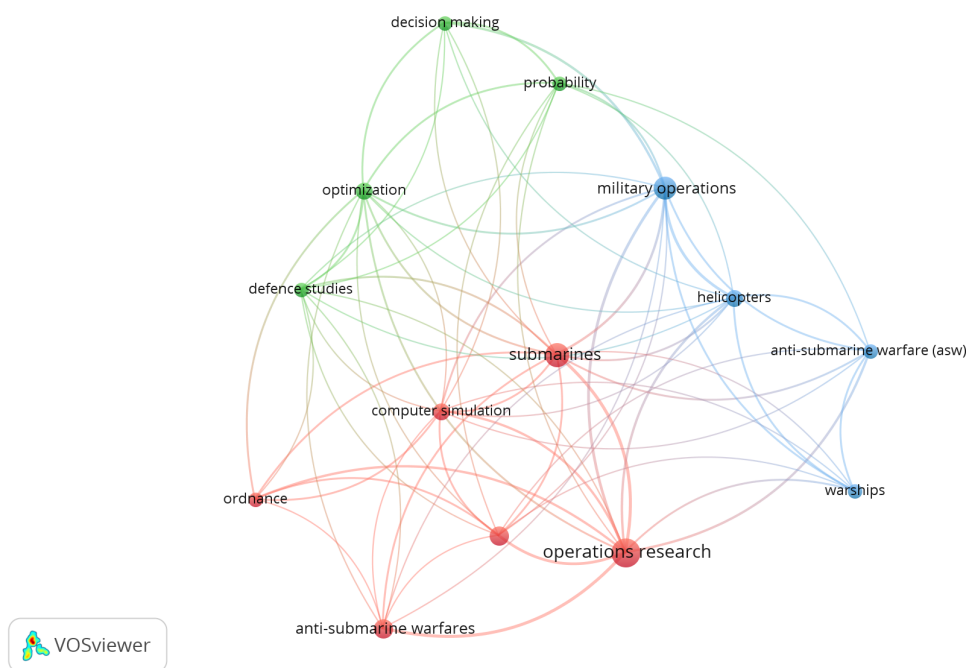 decision making
probability
optimization
military operations
defence studies
helicopters
submarines
anti-submarine warfare (asw)
computer simulation
ordnance
warships
operations research
anti-submarine warfares
VOSviewer